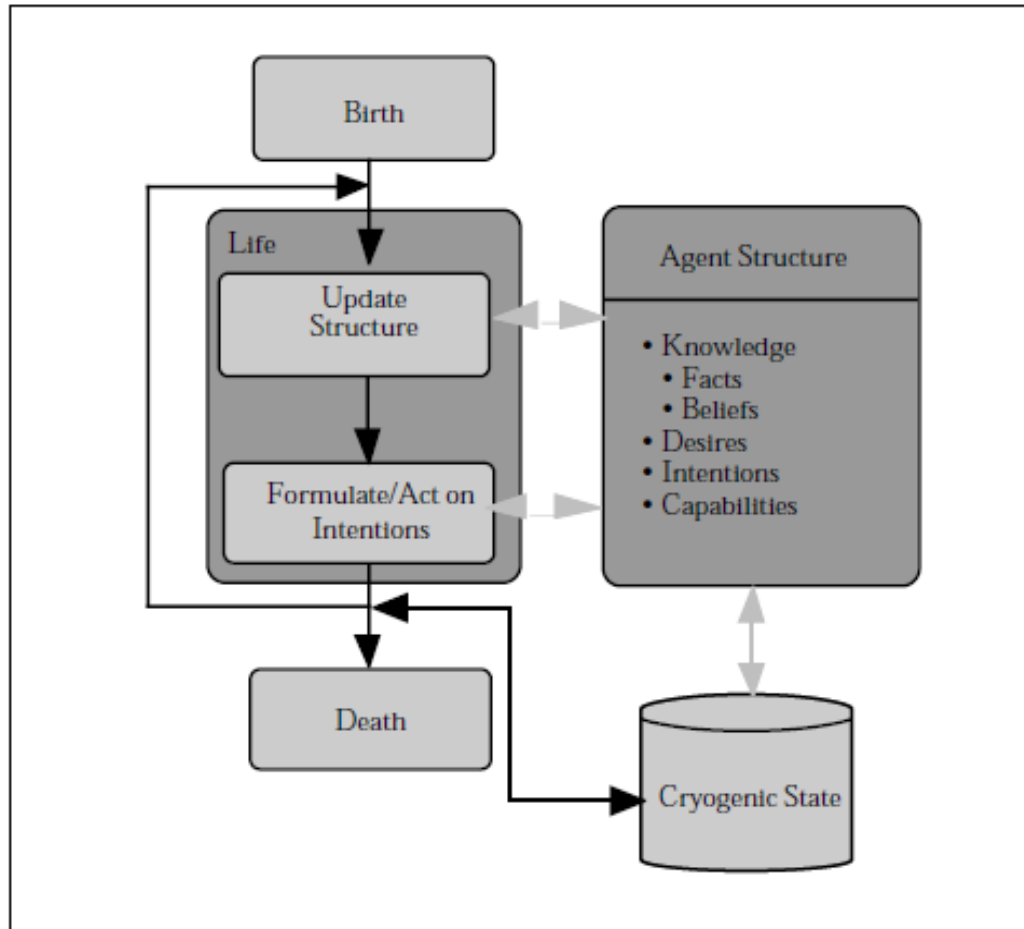 Birth
Life
Update
Structure
Formulate/Act on
Intentions
Death
Agent Structure
• Knowledge
• Facts
• Beliefs
• Desires
• Intentions
• Capabilities
Cryogenic State